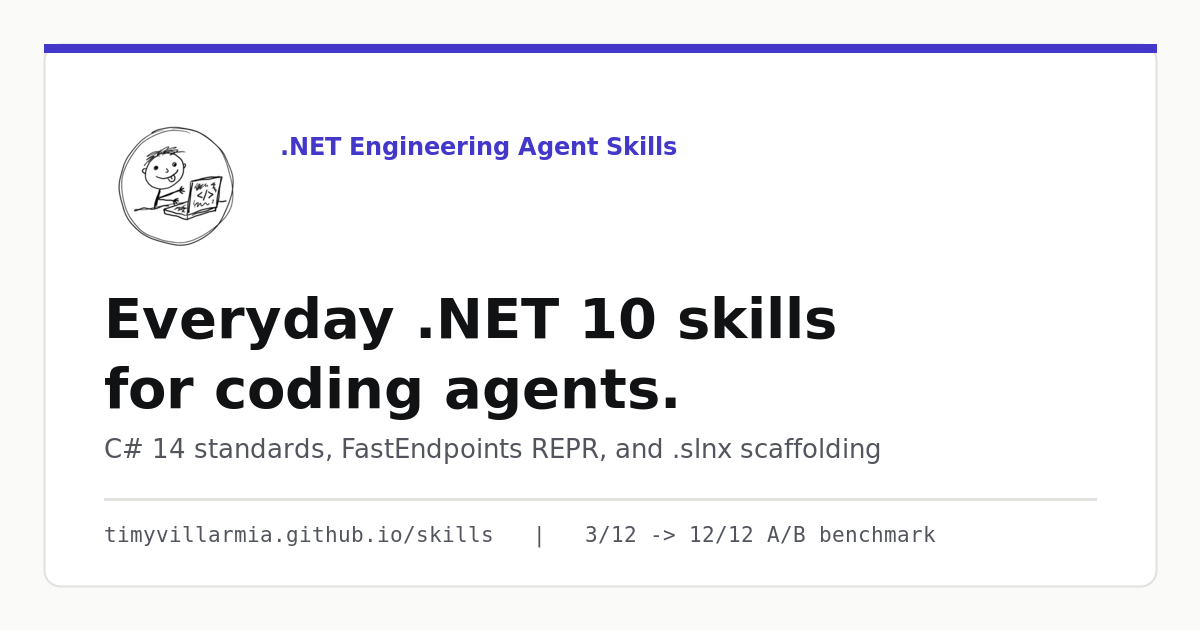 .NET Engineering Agent Skills
</>
Everyday .NET 10 skills
for coding agents.
C# 14 standards, FastEndpoints REPR, and .slnx scaffolding
timyvillarmia.github.io/skills | 3/12 -> 12/12 A/B benchmark